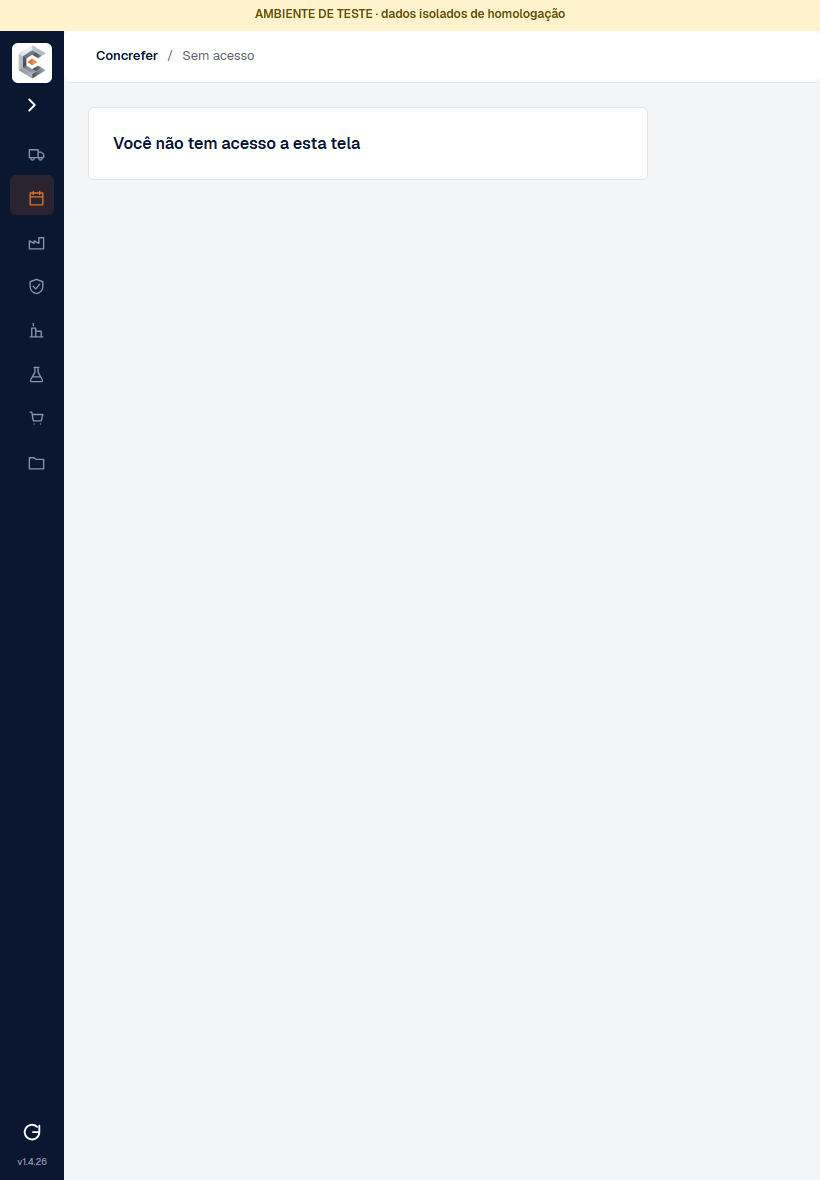 AMBIENTE DE TESTE · dados isolados de homologação
Concrefer / Sem acesso
Você não tem acesso a esta tela
v1.4.26